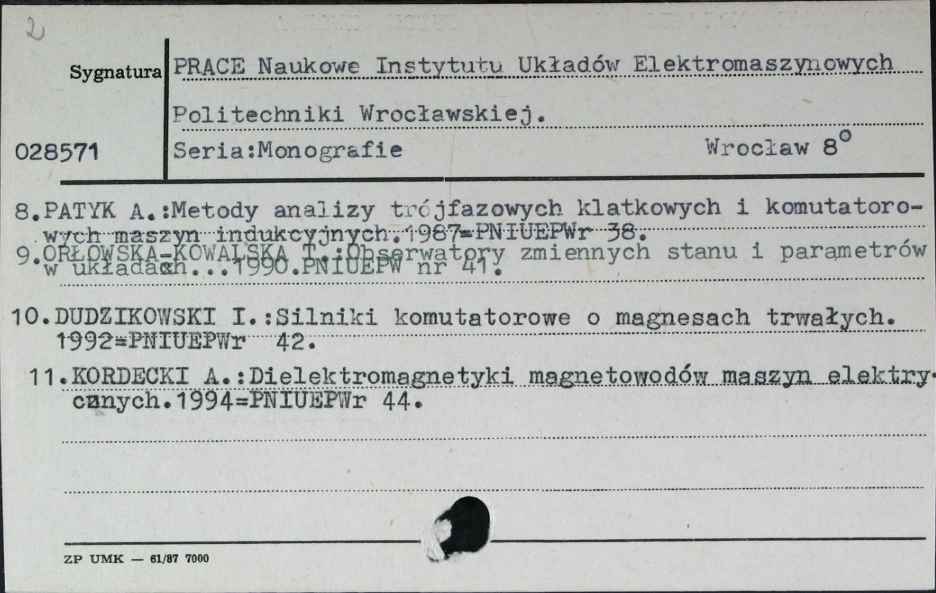 2
Sygnatura
PRACE Naukowe Instytutu Układów Elektromaszynowych
Politechniki Wrocławskiej.
028571
Seria:Monografie Wrocław 8°
8.PATYK A.:Metody analizy trójfazowych klatkowych i komutatoro-
wych maszyn indukcyjnych.1987=PNIUEPWr 38.
9.ORŁOWSKA-KOWALSKA T.:Obserwatory zmiennych stanu i parametrów
w układach...1990.PNIUEPW nr 41.
10.DUDZIKOWSKI I.:Silniki komutatorowe o magnesach trwałych.
1992=PNIUEPWr 42.
11.KORDECKI A.:Dielektromagnetyki magnetowodów maszyn elektry-
cznych.1994=PNIUEPWr 44.
ZP UMK — 61/87 7000